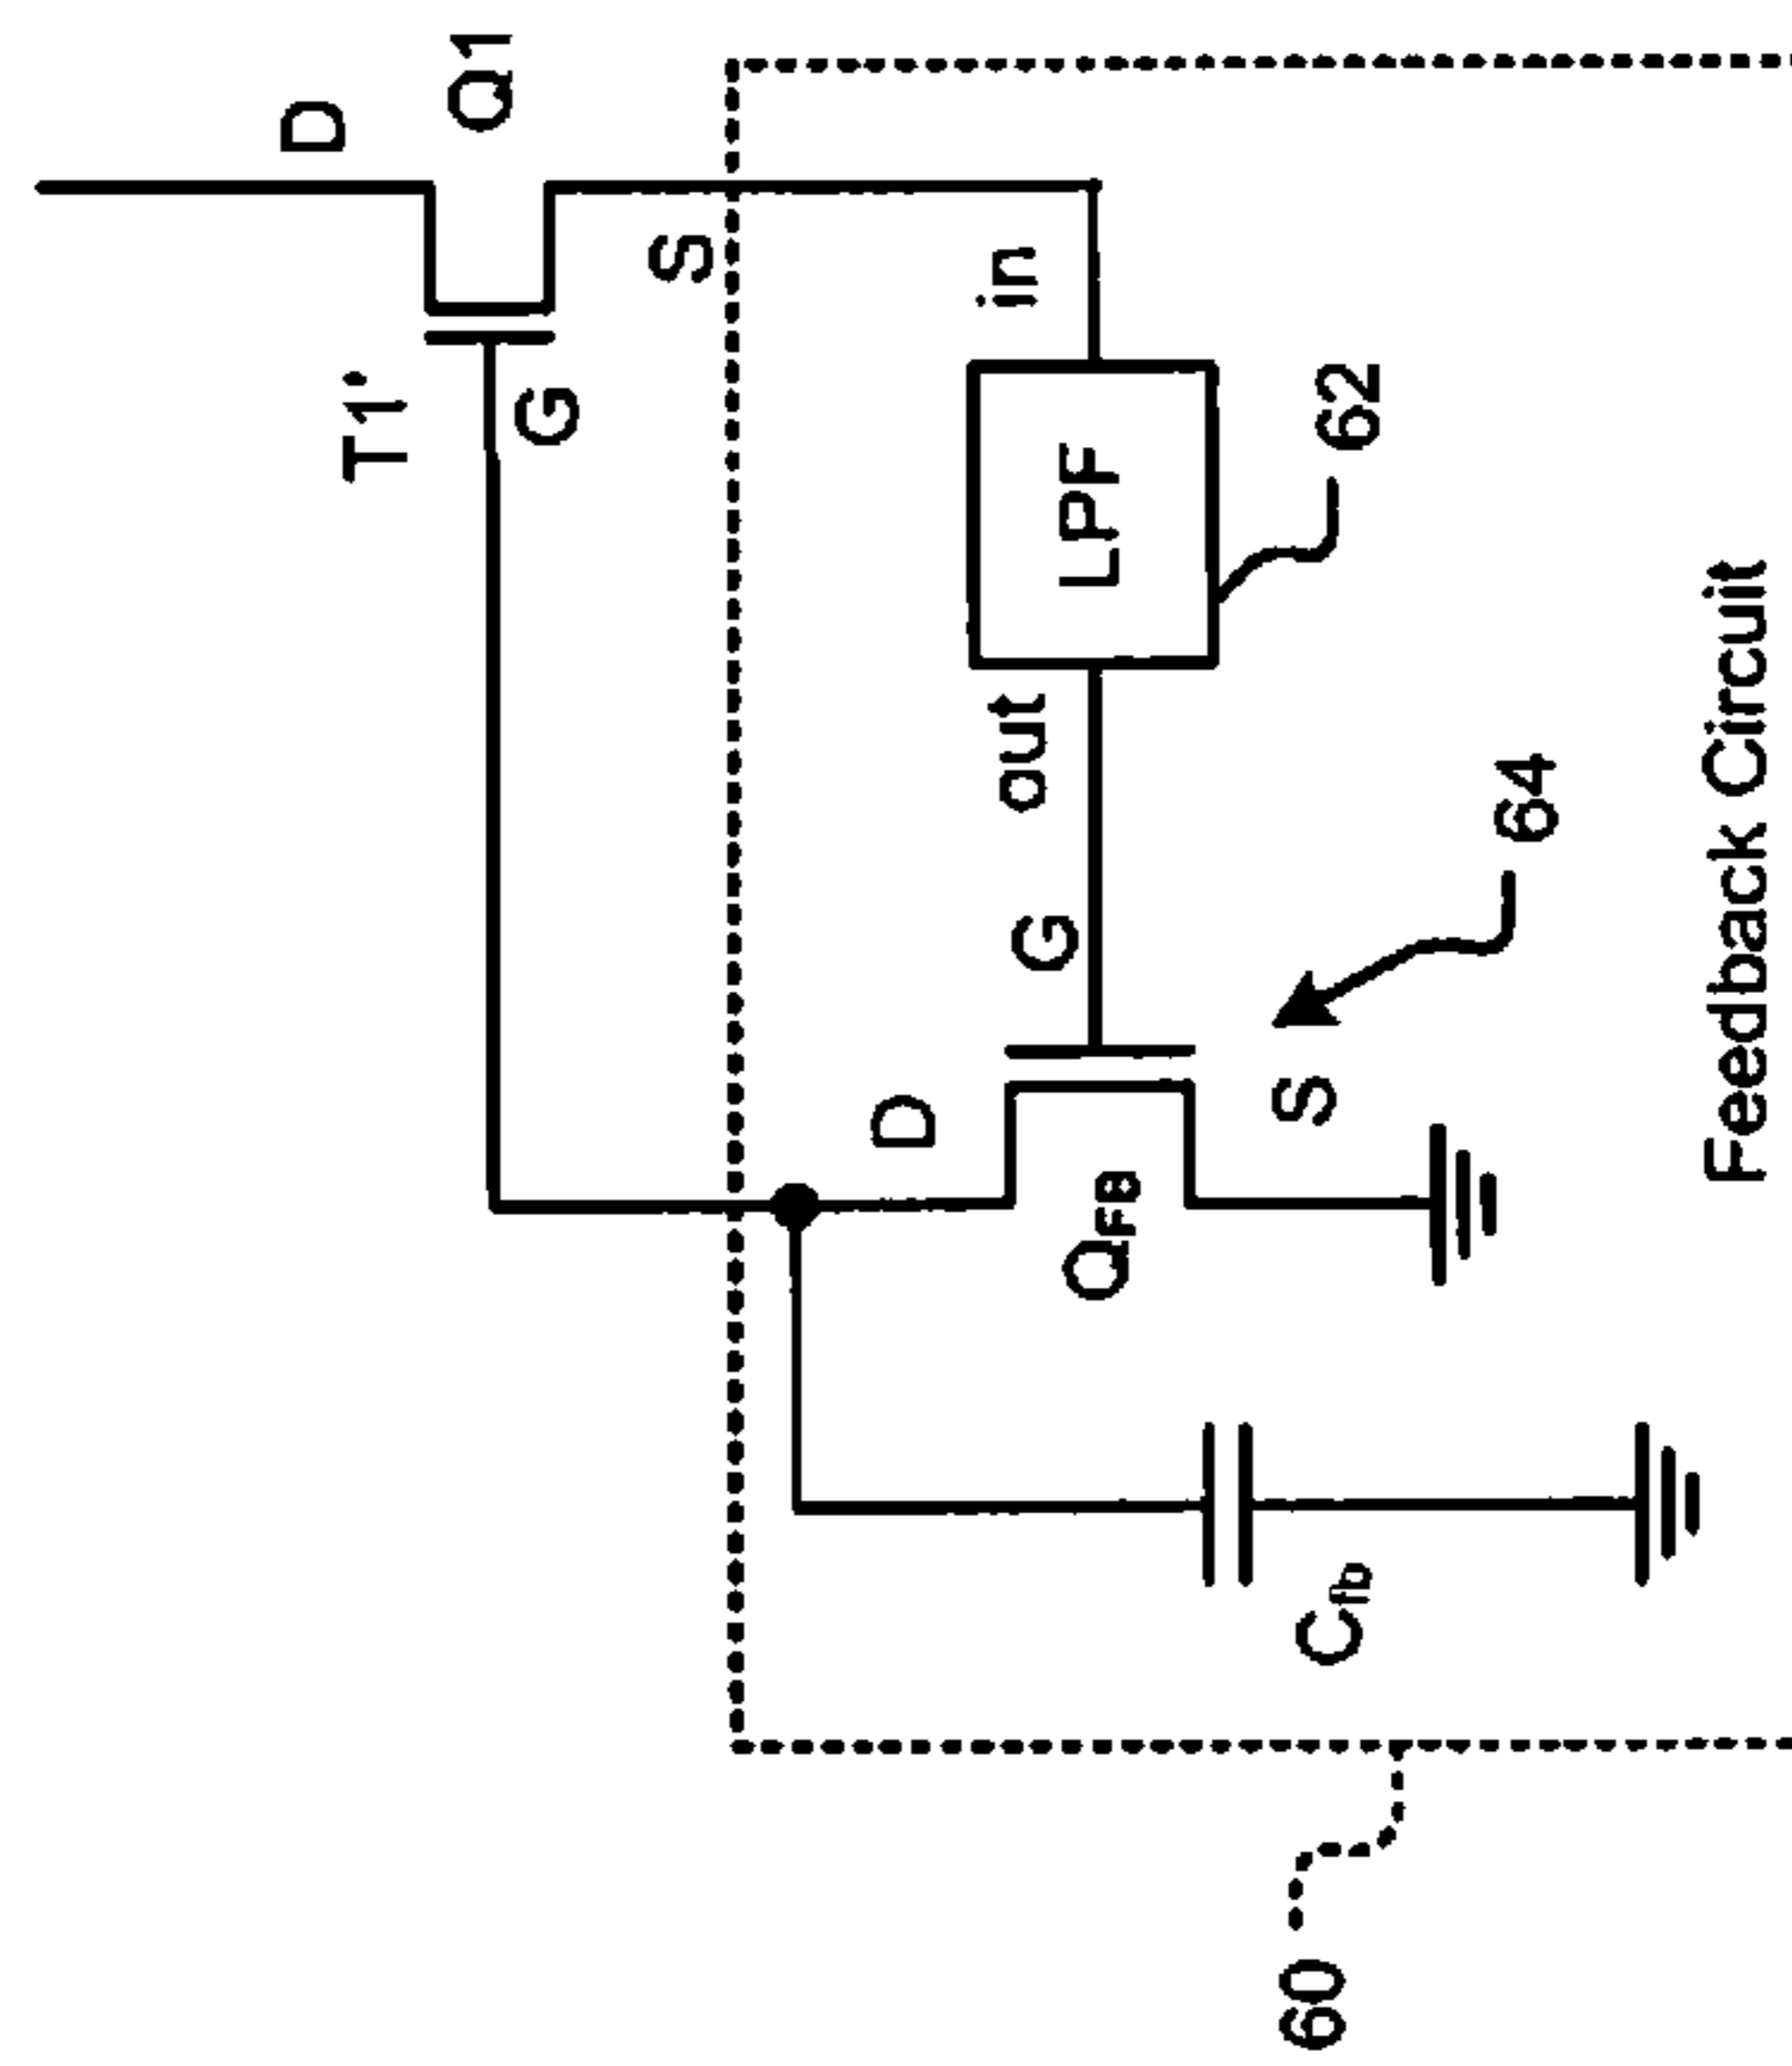 D
T1'
Q1
G
S
D
in
out
G
LPF
QFB
S
60
Cfb
62
64
Feedback Circuit